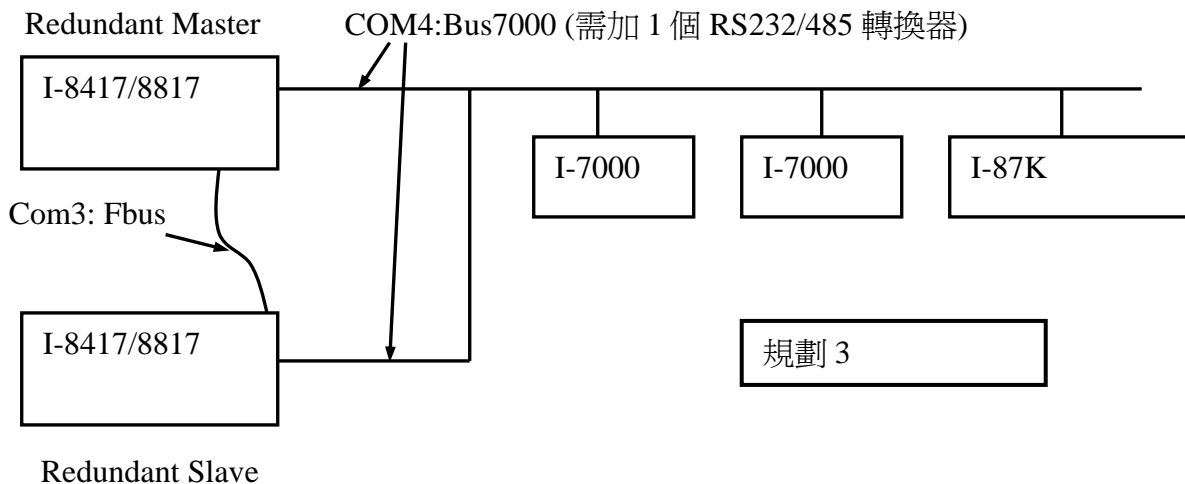 Redundant Master
COM4:Bus7000 (需加 1 個 RS232/485 轉換器)
I-8417/8817
I-7000
I-7000
I-87K
Com3: Fbus
I-8417/8817
規劃 3
Redundant Slave